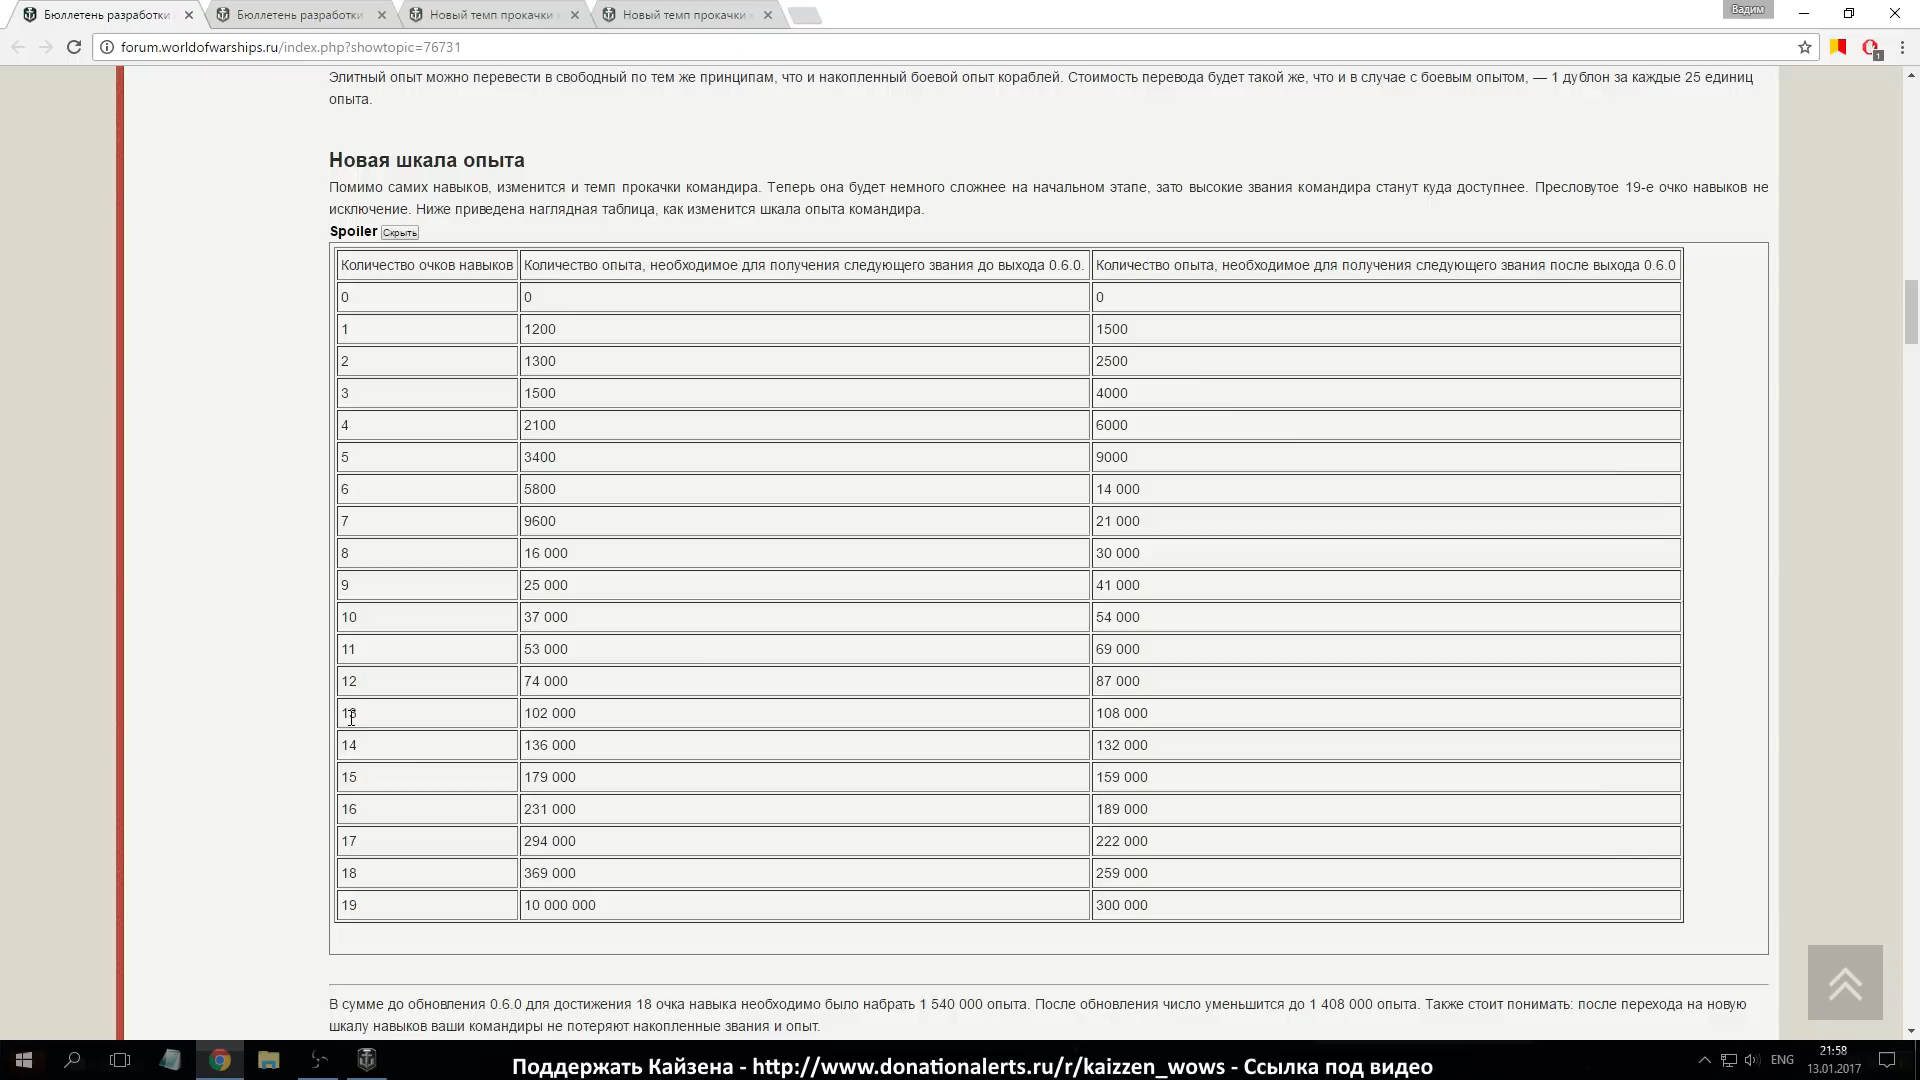 Бюллетень разработки
Бюллетень разработки
Новый темп прокачки
Новый темп прокачки
Вадим
forum.worldofwarships.ru/index.php?showtopic=76731
1
Элитный опыт можно перевести в свободный по тем же принципам, что и накопленный боевой опыт кораблей. Стоимость перевода будет такой же, что и в случае с боевым опытом, — 1 дублон за каждые 25 единиц
опыта.
Новая шкала опыта
Помимо самих навыков, изменится и темп прокачки командира. Теперь она будет немного сложнее на начальном этапе, зато высокие звания командира станут куда доступнее. Пресловутое 19-е очко навыков не
исключение. Ниже приведена наглядная таблица, как изменится шкала опыта командира.
Spoiler Скрыть
Количество очков навыков Количество опыта, необходимое для получения следующего звания до выхода 0.6.0. Количество опыта, необходимое для получения следующего звания после выхода 0.6.0
0 0 0
1 1200 1500
2 1300 2500
3 1500 4000
4 2100 6000
5 3400 9000
6 5800 14 000
7 9600 21 000
8 16 000 30 000
9 25 000 41 000
10 37 000 54 000
11 53 000 69 000
12 74 000 87 000
13 102 000 108 000
14 136 000 132 000
15 179 000 159 000
16 231 000 189 000
17 294 000 222 000
18 369 000 259 000
19 10 000 000 300 000
В сумме до обновления 0.6.0 для достижения 18 очка навыка необходимо было набрать 1 540 000 опыта. После обновления число уменьшится до 1 408 000 опыта. Также стоит понимать: после перехода на новую
шкалу навыков ваши командиры не потеряют накопленные звания и опыт.
Поддержать Кайзена - http://www.donationalerts.ru/r/kaizzen_wows - Ссылка под видео
ENG
21:58
13.01.2017